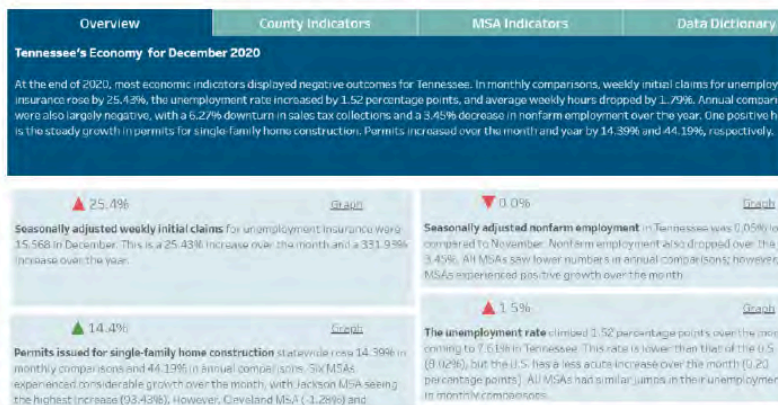 Overview
County Indicators
MSA Indicators
Data Dictionary
Tennessee's Economy for December 2020
At the end of 2020, most economic indicators displayed negative outcomes for Tennessee. In monthly comparisons, weekly initial claims for unemploy
insurance rose by 25.43%, the unemployment rate increased by 1.52 percentage points, and average weekly hours dropped by 1.79%. Annual compari
were also largely negative, with a 6.27% downturn in sales tax collections and a 3.45% decrease in nonfarm employment over the year. One positive h
is the steady growth in permits for single-family home construction. Permits increased over the month and year by 14.39% and 44.19%, respectively.
▲ 25.4% Graph
Seasonally adjusted weekly initial claims for unemployment insurance were
15,568 in December. This is a 25.43% increase over the month and a 331.93%
increase over the year.
▲ 14.4% Graph
Permits issued for single-family home construction statewide rose 14.39% in
monthly comparisons and 44.19% in annual comparisons. Six MSAs
experienced considerable growth over the month, with Jackson MSA seeing
the highest increase (93.43%). However, Cleveland MSA (-1.28%) and
▼ 0.0% Graph
Seasonally adjusted nonfarm employment in Tennessee was 0.05% lo
compared to November. Nonfarm employment also dropped over the
3.45%. All MSAs saw lower numbers in annual comparisons; however,
MSAs experienced positive growth over the month.
▲ 1.5% Graph
The unemployment rate climbed 1.52 percentage points over the mon
coming to 7.61% in Tennessee. This rate is lower than that of the U.S.
but the U.S. has a less acute increase over the month (0.20
percentage points). All MSAs had similar jumps in their unemploymen
in monthly comparisons.